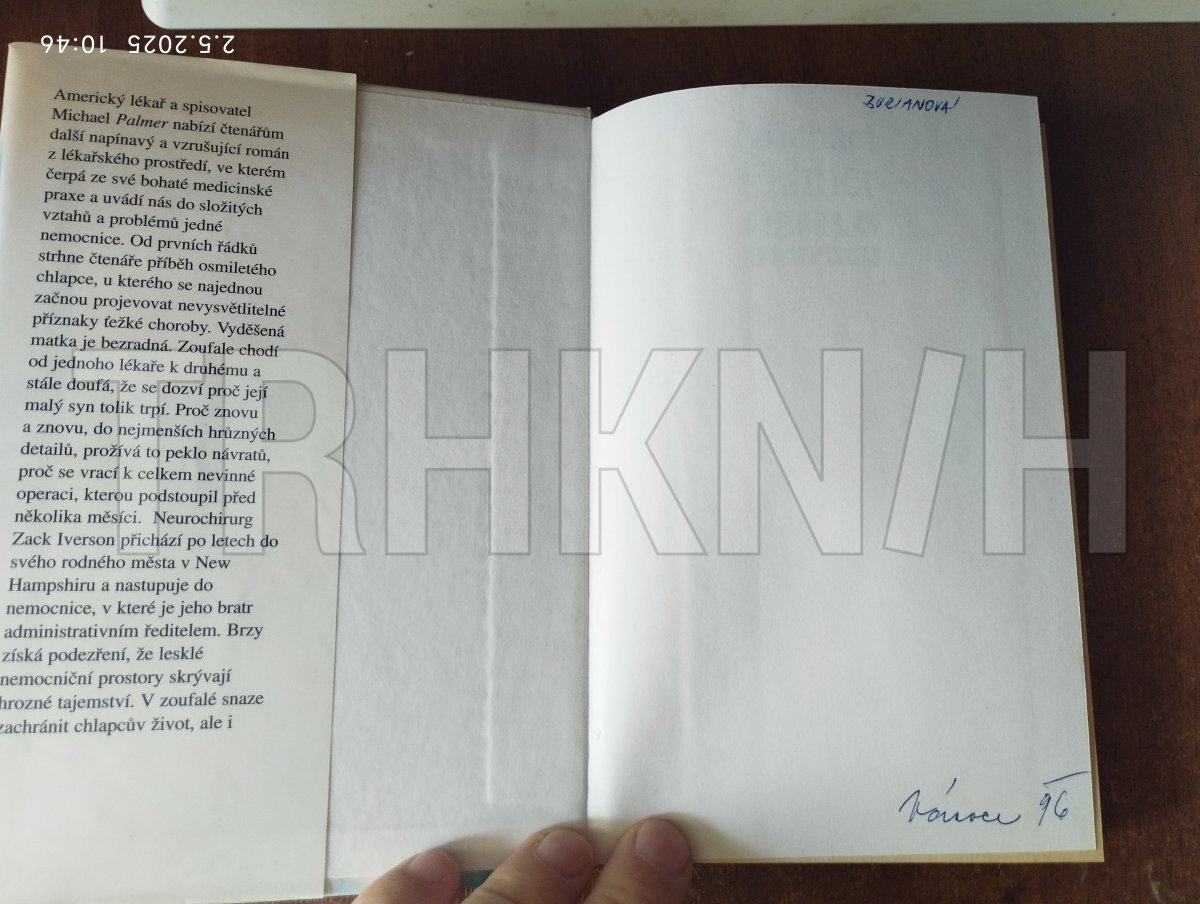 2.5.2025 10:46
Americký lékař a spisovatel
Michael Palmer nabízí čtenářům
další napínavý a vzrušující román
z lékařského prostředí, ve kterém
čerpá ze své bohaté medicinské
praxe a uvádí nás do složitých
vztahů a problémů jedné
nemocnice. Od prvních řádků
strhne čtenáře příběh osmiletého
chlapce, u kterého se najednou
začnou projevovat nevysvětlitelné
příznaky ťežké choroby. Vyděšená
matka je bezradná. Zoufale chodí
od jednoho lékaře k druhému a
stále doufá, že se dozví proč její
malý syn tolik trpí. Proč znovu
a znovu, do nejmenších hrůzných
detailů, prožívá to peklo návratů,
proč se vrací k celkem nevinné
operaci, kterou podstoupil před
několika měsíci. Neurochirurg
Zack Iverson přichází po letech do
svého rodného města v New
Hampshiru a nastupuje do
nemocnice, v které je jeho bratr
administrativním ředitelem. Brzy
získá podezření, že lesklé
nemocniční prostory skrývají
hrozné tajemství. V zoufalé snaze
zachránit chlapcův život, ale i
BURIANOVÁ
Vánoce 96
TRHKN/H